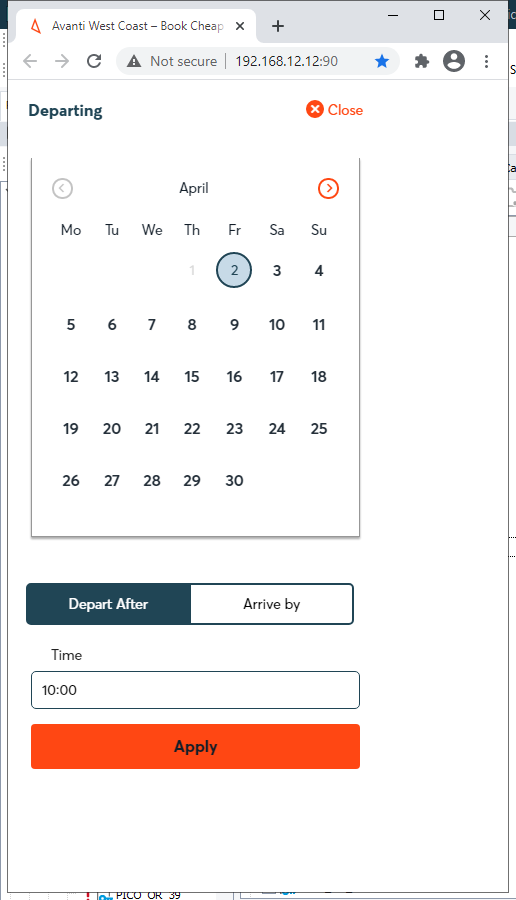 Avanti West Coast – Book Cheap
Not secure | 192.168.12.12:90
Departing
Close
April
Mo Tu We Th Fr Sa Su
1 2 3 4
5 6 7 8 9 10 11
12 13 14 15 16 17 18
19 20 21 22 23 24 25
26 27 28 29 30
Depart After Arrive by
Time
10:00
Apply
PICO OR 39